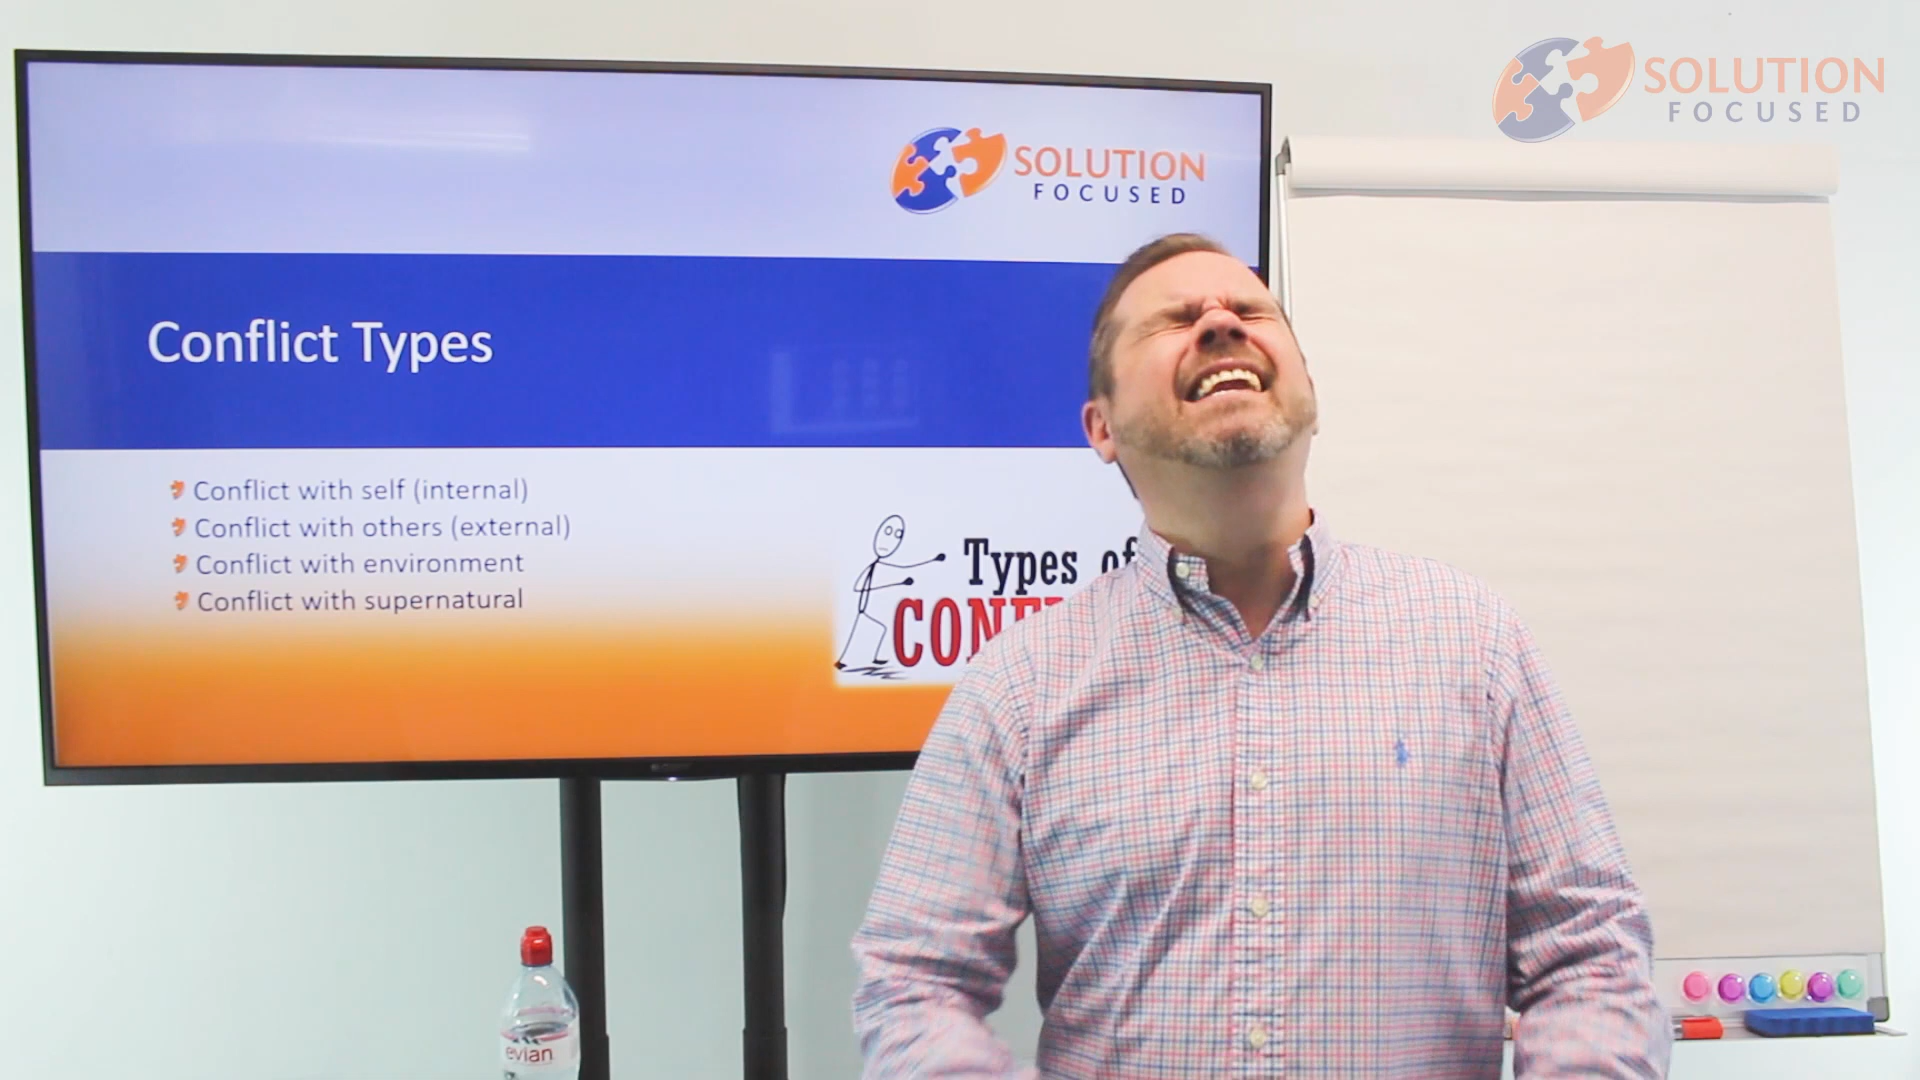 SOLUTION
FOCUSED
SOLUTION
FOCUSED
Conflict Types
Conflict with self (internal)
Conflict with others (external)
Conflict with environment
Conflict with supernatural
Types of
evian